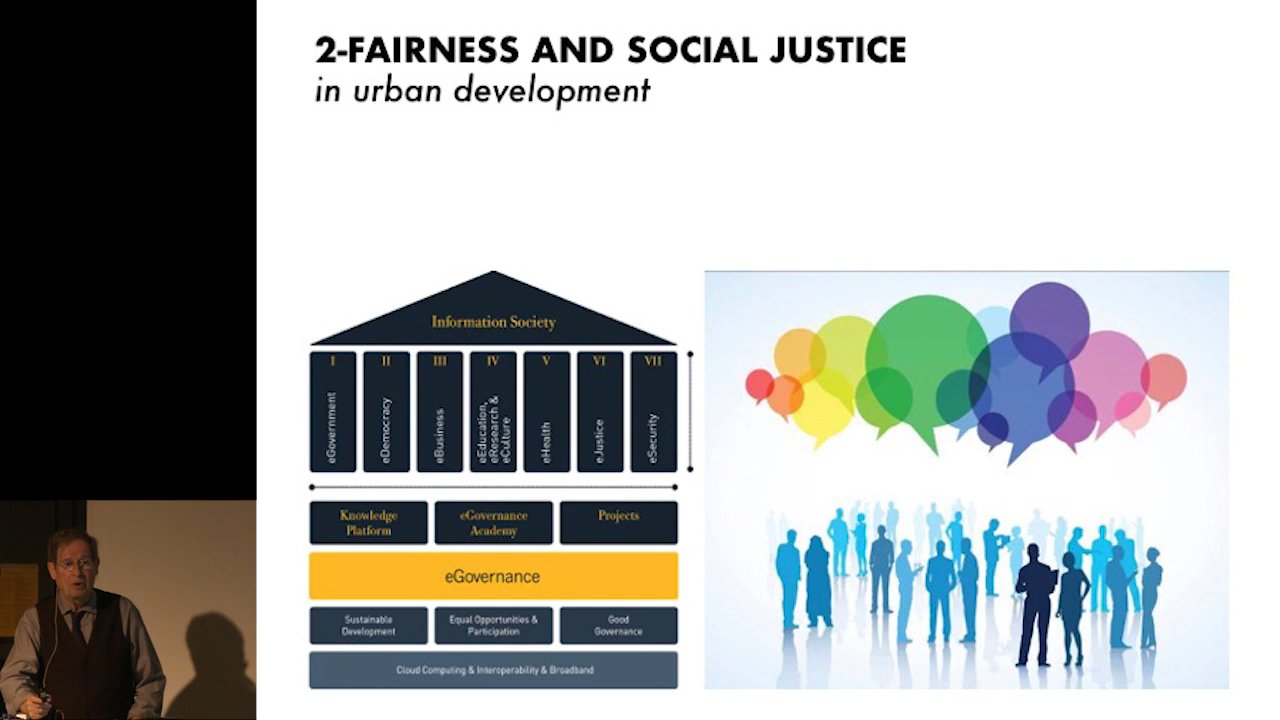 2-FAIRNESS AND SOCIAL JUSTICE
in urban development
Information Society
I
eGovernment
II
eDemocracy
III
eBusiness
IV
eEducation,
eResearch &
eCulture
V
eHealth
VI
eJustice
VII
eSecurity
Knowledge
Platform
eGovernance
Academy
Projects
eGovernance
Sustainable
Development
Equal Opportunities &
Participation
Good
Governance
Cloud Computing & Interoperability & Broadband